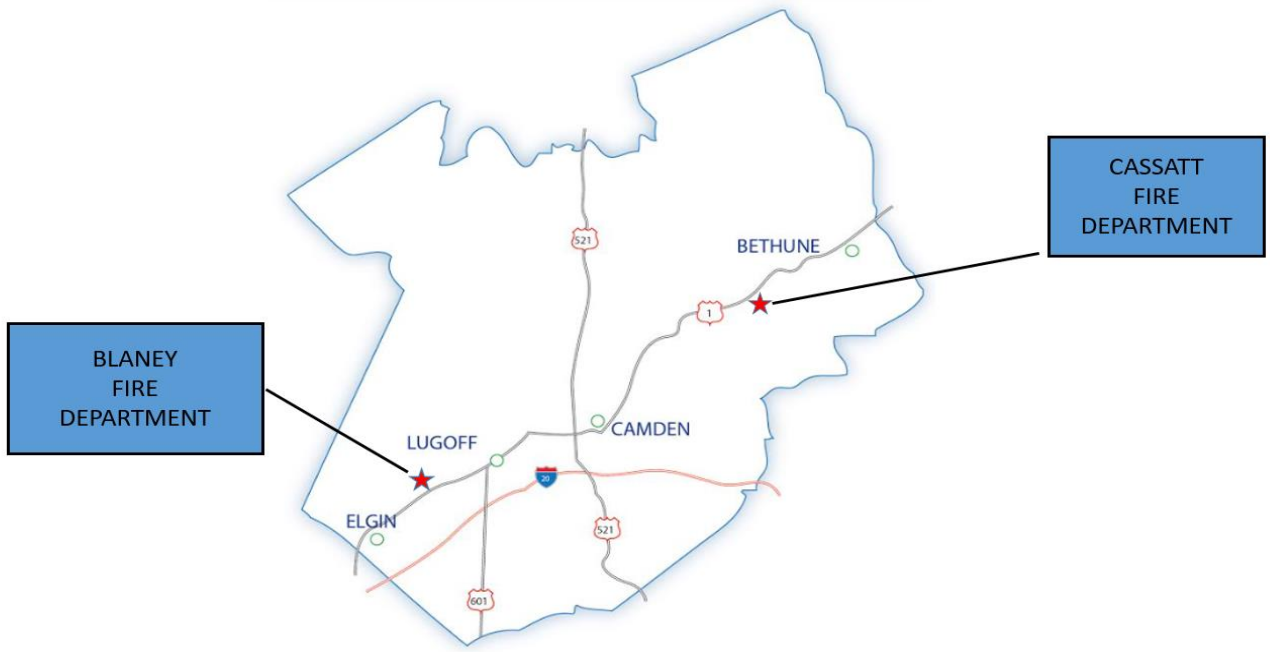 CASSATT
FIRE
DEPARTMENT
521
BETHUNE
1
BLANEY
FIRE
DEPARTMENT
LUGOFF
CAMDEN
20
ELGIN
521
601